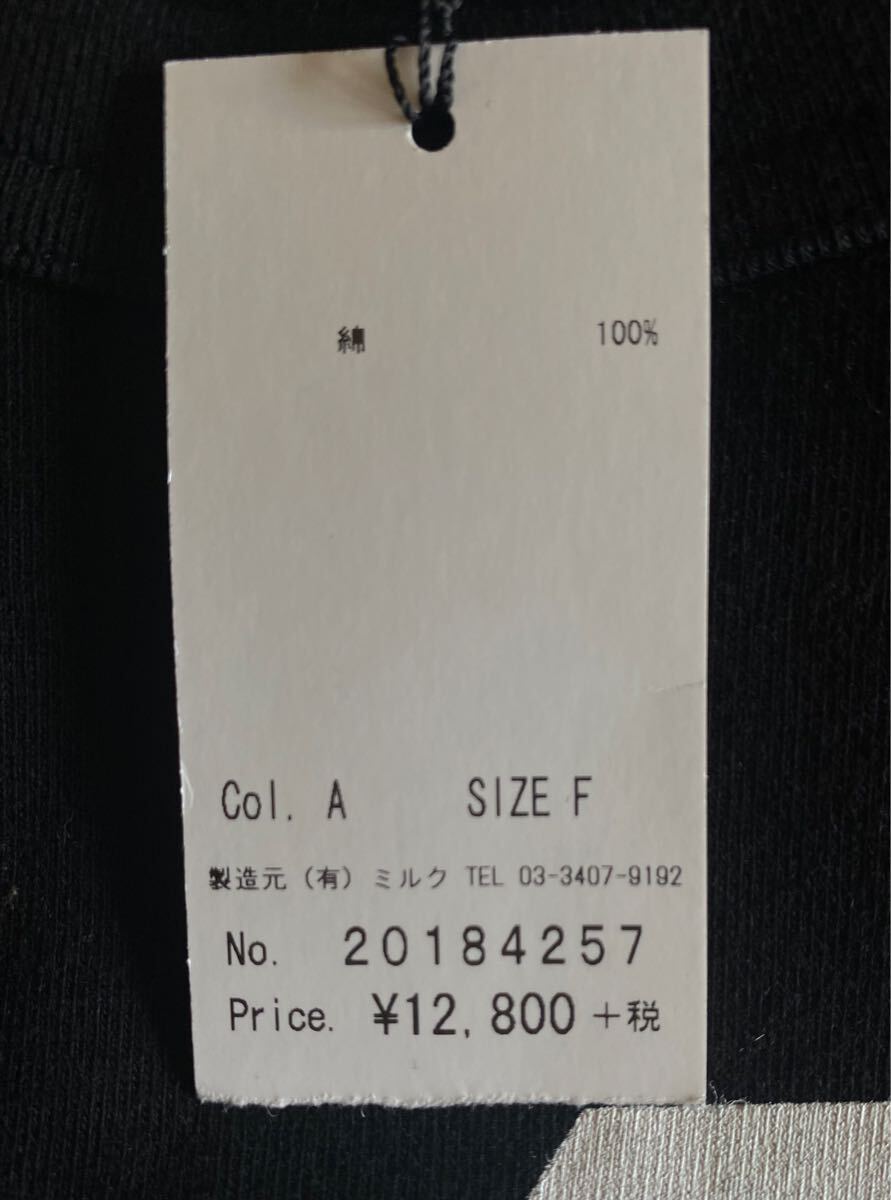 綿 100%
Col. A SIZE F
製造元（有）ミルク TEL 03-3407-9192
No. 20184257
Price. ¥12,800+税